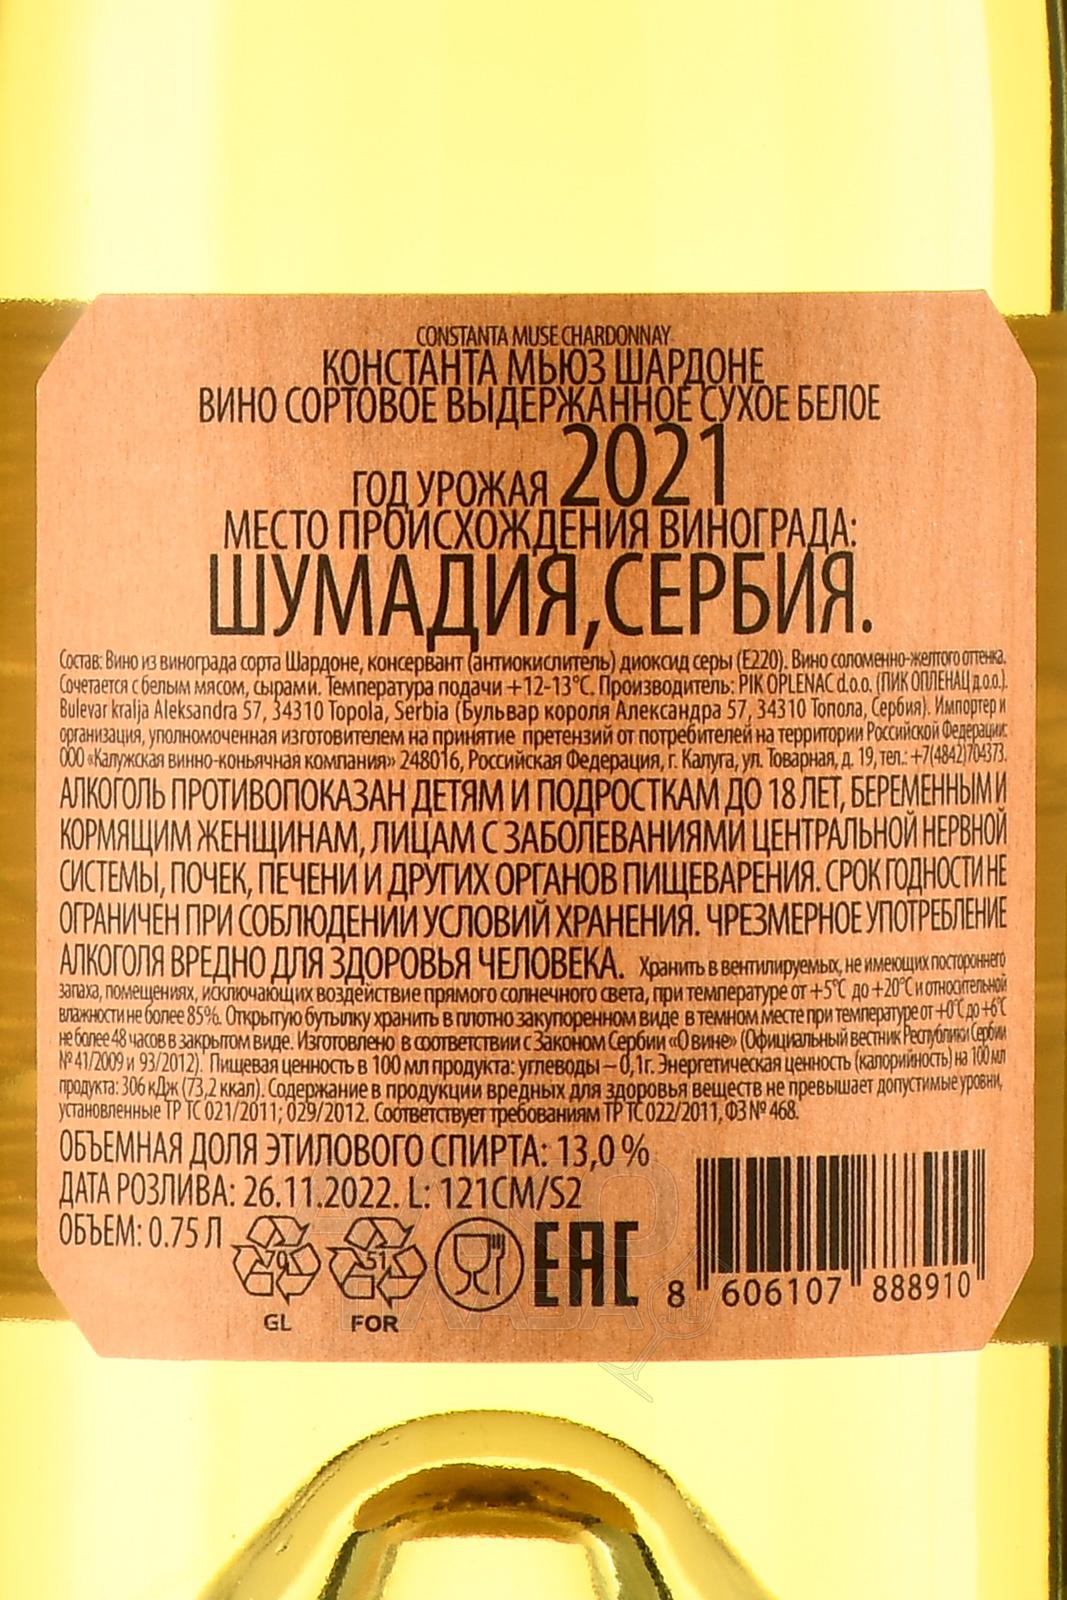 CONSTANTA MUSE CHARDONNAY
КОНСТАНТА МЬЮЗ ШАРДОНЕ
ВИНО СОРТОВОЕ ВЫДЕРЖАННОЕ СУХОЕ БЕЛОЕ
ГОД УРОЖАЯ 2021
МЕСТО ПРОИСХОЖДЕНИЯ ВИНОГРАДА:
ШУМАДИЯ,СЕРБИЯ.
Состав: Вино из винограда сорта Шардоне, консервант (антиокислитель) диоксид серы (Е220). Вино соломенно-желтого оттенка.
Сочетается с белым мясом, сырами. Температура подачи +12-13°С. Производитель: PIK OPLENAC d.o.o. (ПИК ОПЛЕНАЦ д.о.о.).
Bulevar kralja Aleksandra 57, 34310 Topola, Serbia (Бульвар короля Александра 57, 34310 Топола, Сербия). Импортер и
организация, уполномоченная изготовителем на принятие претензий от потребителей на территории Российской Федерации:
ООО «Калужская винно-коньячная компания» 248016, Российская Федерация, г. Калуга, ул. Товарная, д. 19, тел.: +7(4842)704373.
АЛКОГОЛЬ ПРОТИВОПОКАЗАН ДЕТЯМ И ПОДРОСТКАМ ДО 18 ЛЕТ, БЕРЕМЕННЫМ И
КОРМЯЩИМ ЖЕНЩИНАМ, ЛИЦАМ С ЗАБОЛЕВАНИЯМИ ЦЕНТРАЛЬНОЙ НЕРВНОЙ
СИСТЕМЫ, ПОЧЕК, ПЕЧЕНИ И ДРУГИХ ОРГАНОВ ПИЩЕВАРЕНИЯ. СРОК ГОДНОСТИ НЕ
ОГРАНИЧЕН ПРИ СОБЛЮДЕНИИ УСЛОВИЙ ХРАНЕНИЯ. ЧРЕЗМЕРНОЕ УПОТРЕБЛЕНИЕ
АЛКОГОЛЯ ВРЕДНО ДЛЯ ЗДОРОВЬЯ ЧЕЛОВЕКА. Хранить в вентилируемых, не имеющих постороннего
запаха, помещениях, исключающих воздействие прямого солнечного света, при температуре от +5°С до +20°С и относительной
влажности не более 85%. Открытую бутылку хранить в плотно закупоренном виде в темном месте при температуре от +0°С до +6°С
не более 48 часов в закрытом виде. Изготовлено в соответствии с Законом Сербии «О вине» (Официальный вестник Республики Сербии
№ 41/2009 и 93/2012). Пищевая ценность в 100 мл продукта: углеводы – 0,1г. Энергетическая ценность (калорийность) на 100 мл
продукта: 306 кДж (73,2 ккал). Содержание в продукции вредных для здоровья веществ не превышает допустимые уровни,
установленные ТР ТС 021/2011; 029/2012. Соответствует требованиям ТР ТС 022/2011, ФЗ № 468.
ОБЪЕМНАЯ ДОЛЯ ЭТИЛОВОГО СПИРТА: 13,0 %
ДАТА РОЗЛИВА: 26.11.2022. L: 121CM/S2
ОБЪЕМ: 0.75 Л
70 51 EAC
GL FOR
8 606107 888910